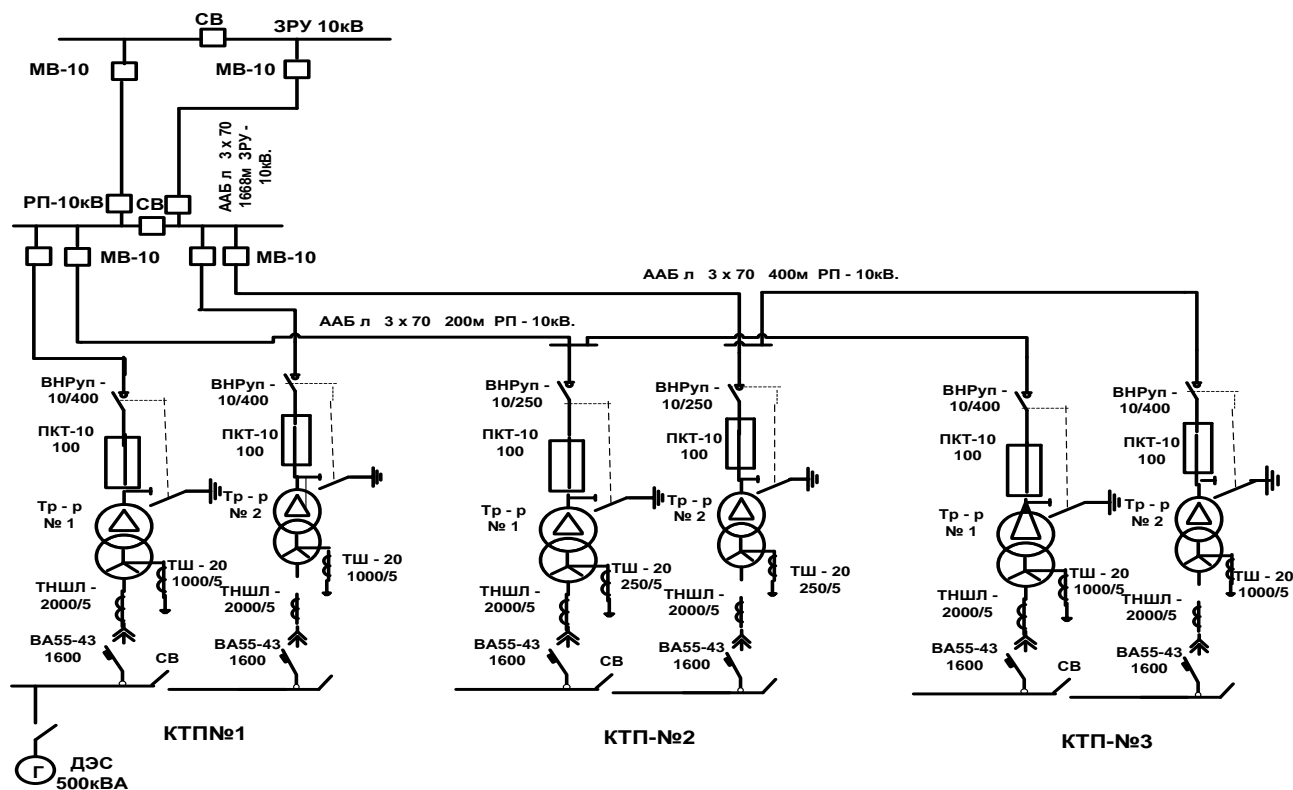 СВ
ЗРУ 10кВ
МВ-10
МВ-10
ААБ л 3 х 70
1668м ЗРУ -
10кВ.
РП-10кВ
СВ
МВ-10
МВ-10
ААБ л 3 х 70 400м РП - 10кВ.
ААБ л 3 х 70 200м РП - 10кВ.
ВНРуп -
10/400
ПКТ-10
100
Тр - р
№ 1
ТШ - 20
1000/5
ТНШЛ -
2000/5
ВА55-43
1600
СВ
ВНРуп -
10/400
ПКТ-10
100
Тр - р
№ 2
ТШ - 20
1000/5
ТНШЛ -
2000/5
ВА55-43
1600
КТП№1
Г
ДЭС
500кВА
ВНРуп -
10/250
ПКТ-10
100
Тр - р
№ 1
ТШ - 20
250/5
ТНШЛ -
2000/5
ВА55-43
1600
СВ
ВНРуп -
10/250
ПКТ-10
100
Тр - р
№ 2
ТШ - 20
250/5
ТНШЛ -
2000/5
ВА55-43
1600
КТП-№2
ВНРуп -
10/400
ПКТ-10
100
Тр - р
№ 1
ТШ - 20
1000/5
ТНШЛ -
2000/5
ВА55-43
1600
СВ
ВНРуп -
10/400
ПКТ-10
100
Тр - р
№ 2
ТШ - 20
1000/5
ТНШЛ -
2000/5
ВА55-43
1600
КТП-№3